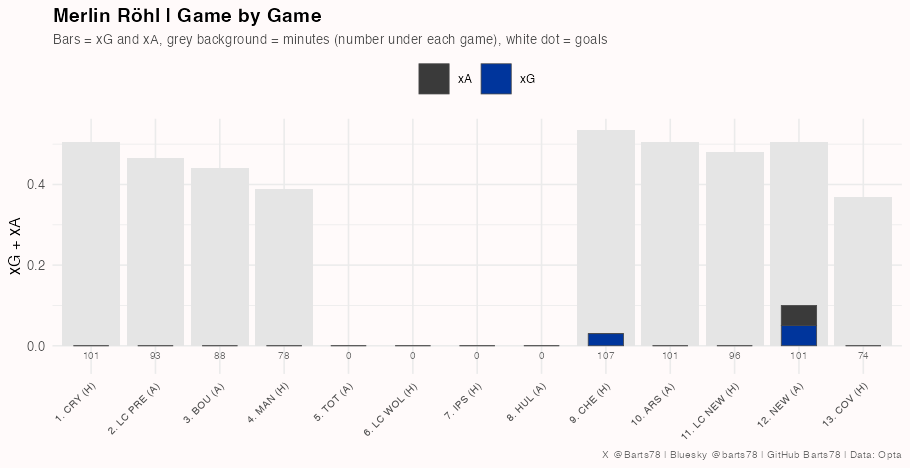 Merlin Röhl | Game by Game
Bars = xG and xA, grey background = minutes (number under each game), white dot = goals
xA xG
xG + xA
0.4
0.2
0.0
101 93 88 78 0 0 0 0 107 101 96 101 74
1. CRY (H)
2. LC PRE (A)
3. BOU (A)
4. MAN (H)
5. TOT (A)
6. LC WOL (H)
7. IPS (H)
8. HUL (A)
9. CHE (H)
10. ARS (A)
11. LC NEW (H)
12. NEW (A)
13. COV (H)
X @Barts78 | Bluesky @barts78 | GitHub Barts78 | Data: Opta